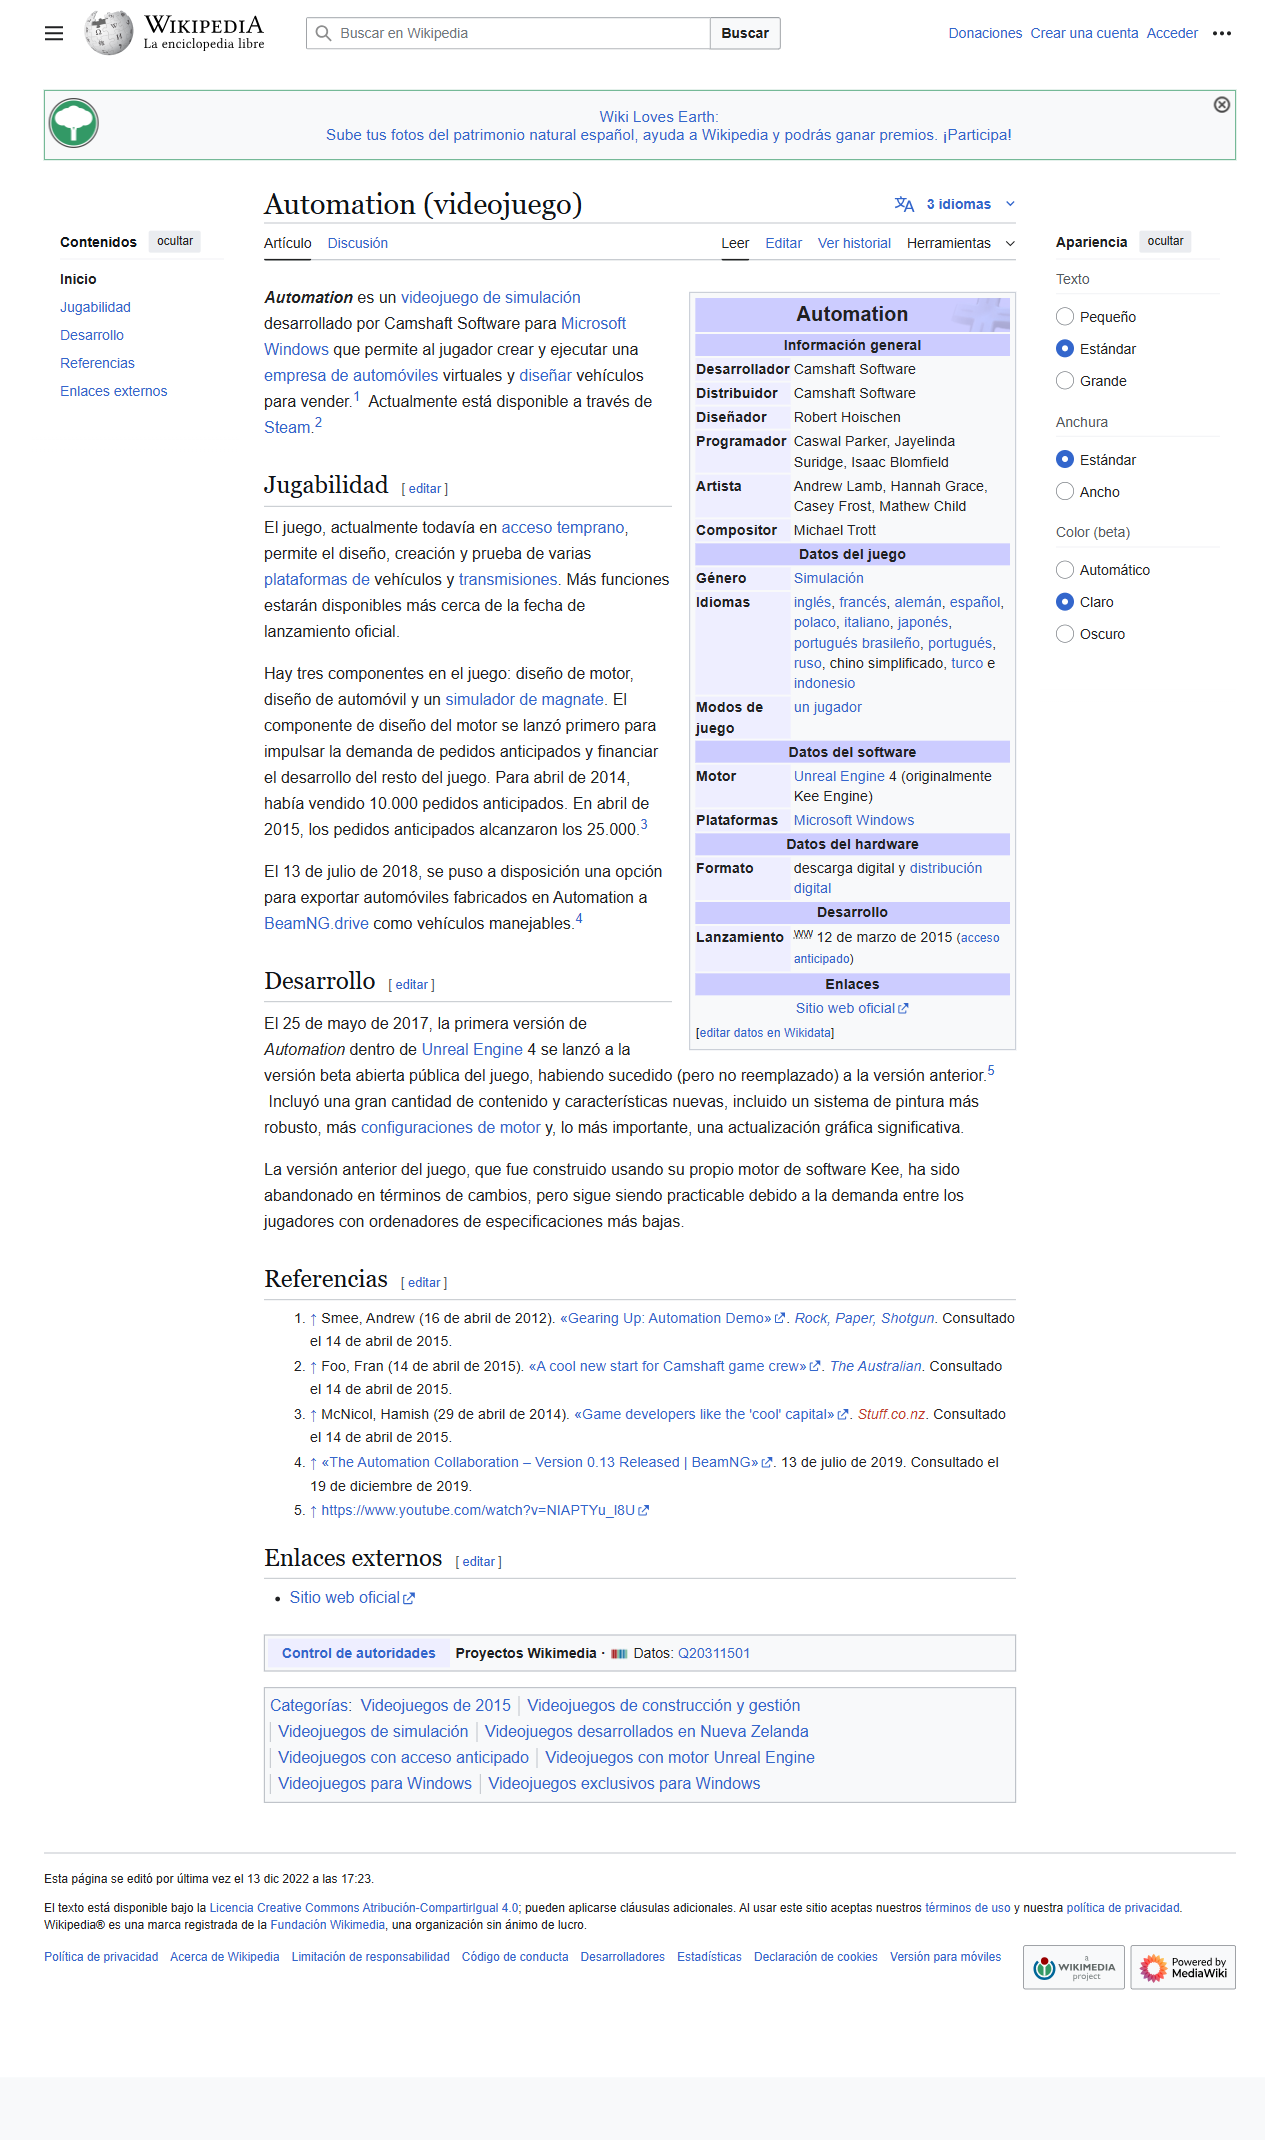 WIKIPEDIA
La enciclopedia libre
Buscar en Wikipedia
Buscar
Donaciones Crear una cuenta Acceder
Wiki Loves Earth:
Sube tus fotos del patrimonio natural español, ayuda a Wikipedia y podrás ganar premios. ¡Participa!
Contenidos ocultar
Inicio
Jugabilidad
Desarrollo
Referencias
Enlaces externos
Automation (videojuego)
3 idiomas
Artículo Discusión
Leer Editar Ver historial Herramientas
Apariencia ocultar
Texto
Pequeño
Estándar
Grande
Anchura
Estándar
Ancho
Color (beta)
Automático
Claro
Oscuro
Automation es un videojuego de simulación
desarrollado por Camshaft Software para Microsoft
Windows que permite al jugador crear y ejecutar una
empresa de automóviles virtuales y diseñar vehículos
para vender.1 Actualmente está disponible a través de
Steam.2
Automation
Información general
Desarrollador Camshaft Software
Distribuidor Camshaft Software
Diseñador Robert Hoischen
Programador Caswal Parker, Jayelinda
Suridge, Isaac Blomfield
Artista Andrew Lamb, Hannah Grace,
Casey Frost, Mathew Child
Compositor Michael Trott
Datos del juego
Género Simulación
Idiomas inglés, francés, alemán, español,
polaco, italiano, japonés,
portugués brasileño, portugués,
ruso, chino simplificado, turco e
indonesio
Modos de un jugador
juego
Datos del software
Motor Unreal Engine 4 (originalmente
Kee Engine)
Plataformas Microsoft Windows
Datos del hardware
Formato descarga digital y distribución
digital
Desarrollo
Lanzamiento WWW 12 de marzo de 2015 (acceso
anticipado)
Enlaces
Sitio web oficial
[editar datos en Wikidata]
Jugabilidad [ editar ]
El juego, actualmente todavía en acceso temprano,
permite el diseño, creación y prueba de varias
plataformas de vehículos y transmisiones. Más funciones
estarán disponibles más cerca de la fecha de
lanzamiento oficial.
Hay tres componentes en el juego: diseño de motor,
diseño de automóvil y un simulador de magnate. El
componente de diseño del motor se lanzó primero para
impulsar la demanda de pedidos anticipados y financiar
el desarrollo del resto del juego. Para abril de 2014,
había vendido 10.000 pedidos anticipados. En abril de
2015, los pedidos anticipados alcanzaron los 25.000.3
El 13 de julio de 2018, se puso a disposición una opción
para exportar automóviles fabricados en Automation a
BeamNG.drive como vehículos manejables.4
Desarrollo [ editar ]
El 25 de mayo de 2017, la primera versión de
Automation dentro de Unreal Engine 4 se lanzó a la
versión beta abierta pública del juego, habiendo sucedido (pero no reemplazado) a la versión anterior.5
Incluyó una gran cantidad de contenido y características nuevas, incluido un sistema de pintura más
robusto, más configuraciones de motor y, lo más importante, una actualización gráfica significativa.
La versión anterior del juego, que fue construido usando su propio motor de software Kee, ha sido
abandonado en términos de cambios, pero sigue siendo practicable debido a la demanda entre los
jugadores con ordenadores de especificaciones más bajas.
Referencias [ editar ]
1. ↑ Smee, Andrew (16 de abril de 2012). «Gearing Up: Automation Demo». Rock, Paper, Shotgun. Consultado
el 14 de abril de 2015.
2. ↑ Foo, Fran (14 de abril de 2015). «A cool new start for Camshaft game crew». The Australian. Consultado
el 14 de abril de 2015.
3. ↑ McNicol, Hamish (29 de abril de 2014). «Game developers like the 'cool' capital». Stuff.co.nz. Consultado
el 14 de abril de 2015.
4. ↑ «The Automation Collaboration – Version 0.13 Released | BeamNG». 13 de julio de 2019. Consultado el
19 de diciembre de 2019.
5. ↑ https://www.youtube.com/watch?v=NIAPTYu_I8U
Enlaces externos [ editar ]
• Sitio web oficial
Control de autoridades Proyectos Wikimedia · Datos: Q20311501
Categorías: Videojuegos de 2015 | Videojuegos de construcción y gestión
| Videojuegos de simulación | Videojuegos desarrollados en Nueva Zelanda
| Videojuegos con acceso anticipado | Videojuegos con motor Unreal Engine
| Videojuegos para Windows | Videojuegos exclusivos para Windows
Esta página se editó por última vez el 13 dic 2022 a las 17:23.
El texto está disponible bajo la Licencia Creative Commons Atribución-CompartirIgual 4.0; pueden aplicarse cláusulas adicionales. Al usar este sitio aceptas nuestros términos de uso y nuestra política de privacidad.
Wikipedia® es una marca registrada de la Fundación Wikimedia, una organización sin ánimo de lucro.
Política de privacidad Acerca de Wikipedia Limitación de responsabilidad Código de conducta Desarrolladores Estadísticas Declaración de cookies Versión para móviles
a
WIKIMEDIA
project
Powered by
MediaWiki